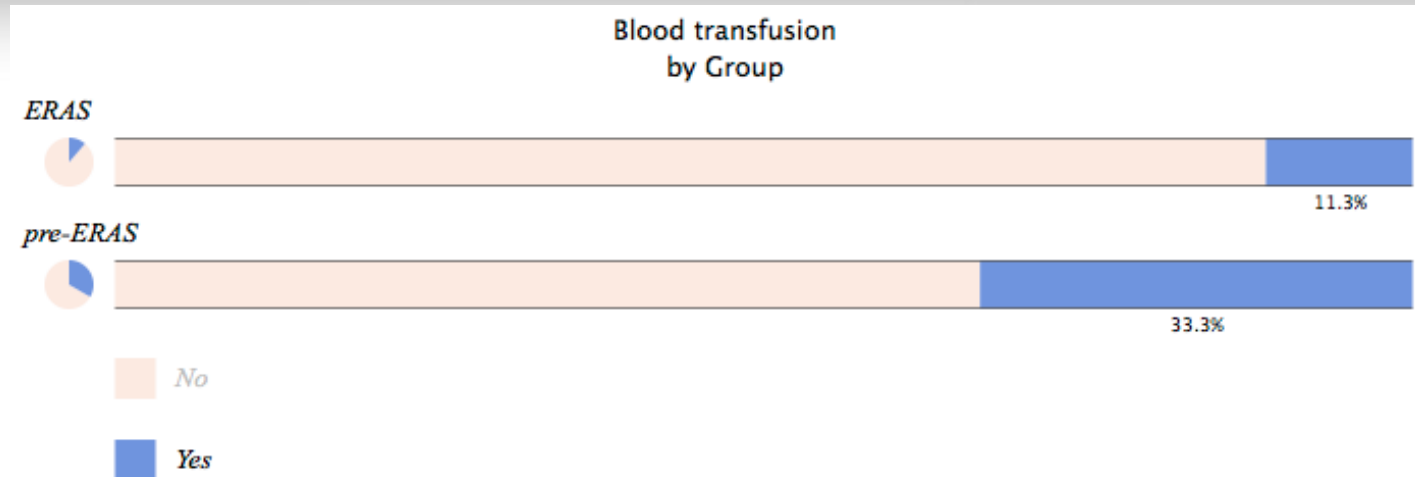 Blood transfusion
by Group
ERAS
11.3%
pre-ERAS
33.3%
No
Yes